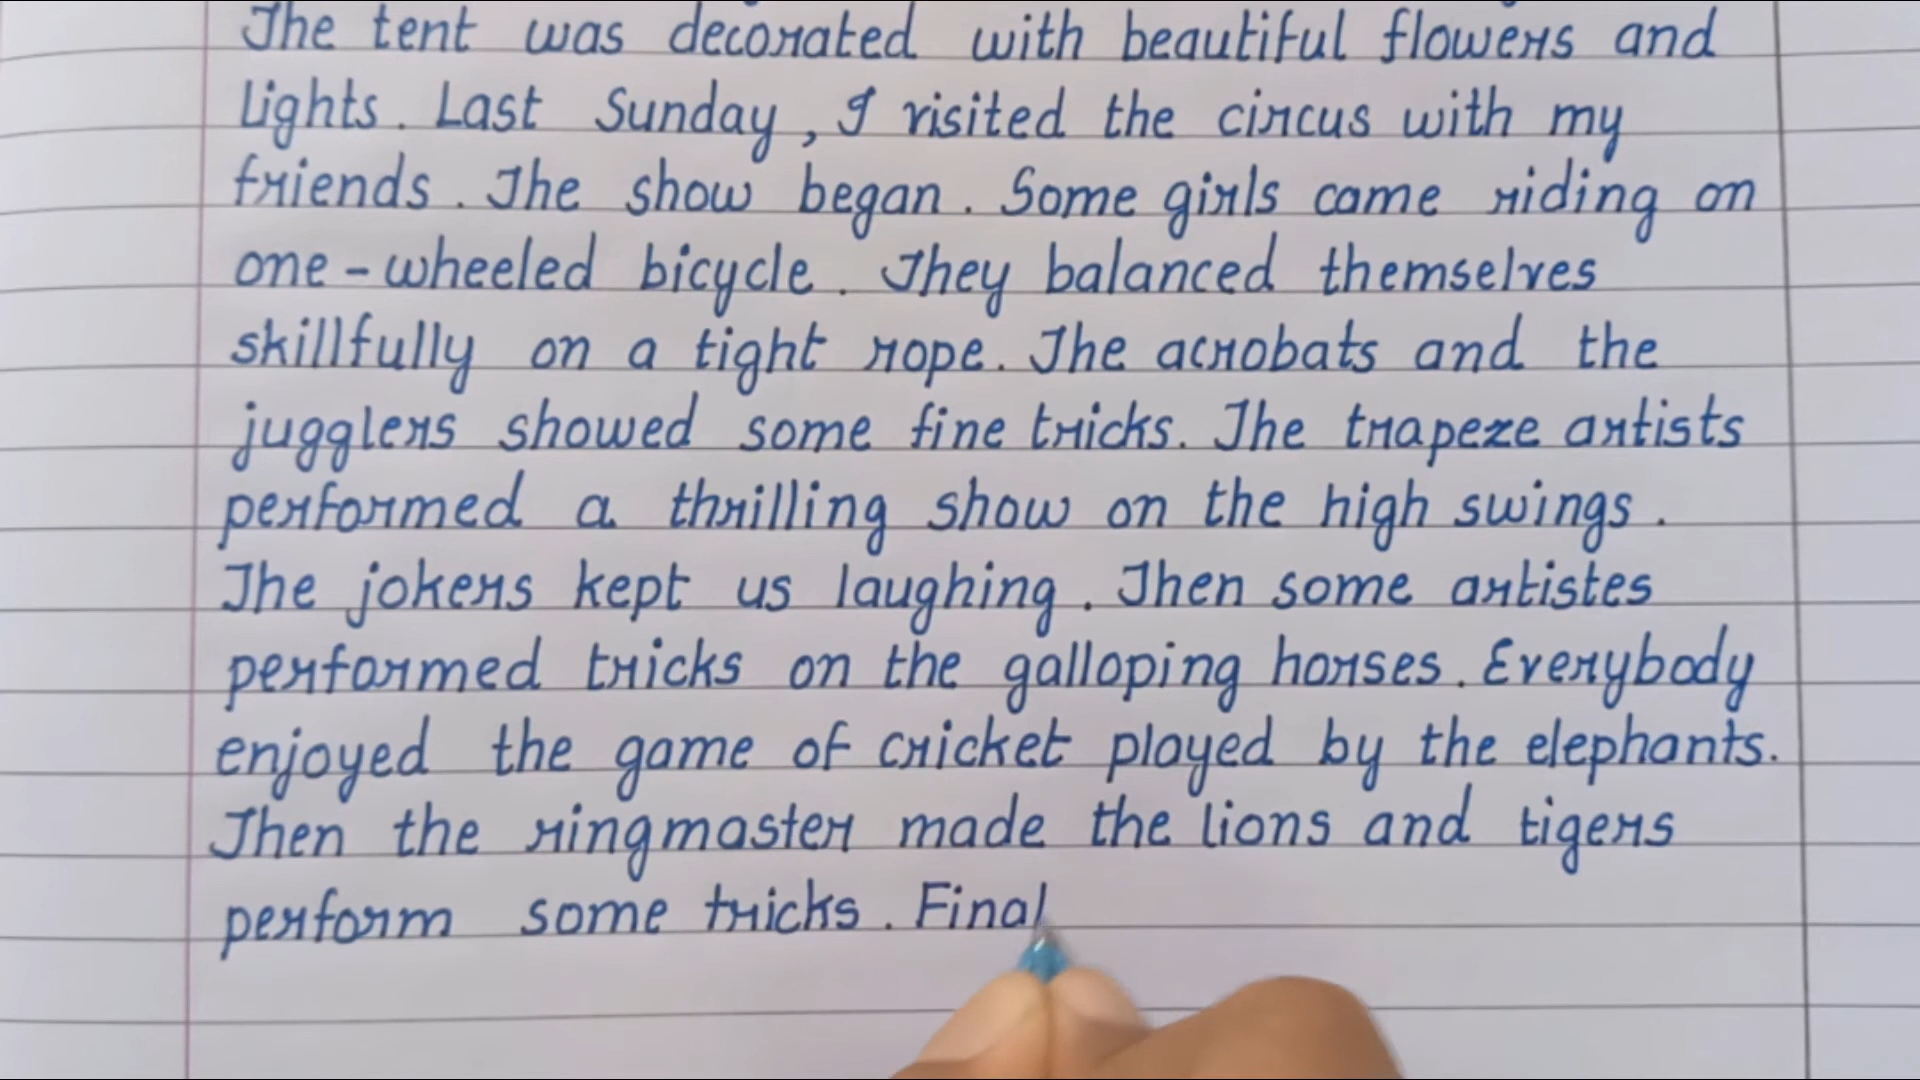 The tent was decorated with beautiful flowers and
Lights. Last Sunday, I visited the circus with my
friends. The show began. Some girls came riding on
one-wheeled bicycle. They balanced themselves
skillfully on a tight rope. The acrobats and the
jugglers showed some fine tricks. The trapeze artists
performed a thrilling show on the high swings.
The jokers kept us laughing. Then some artistes
performed tricks on the galloping horses. Everybody
enjoyed the game of cricket played by the elephants.
Then the ringmaster made the lions and tigers
perform some tricks. Final